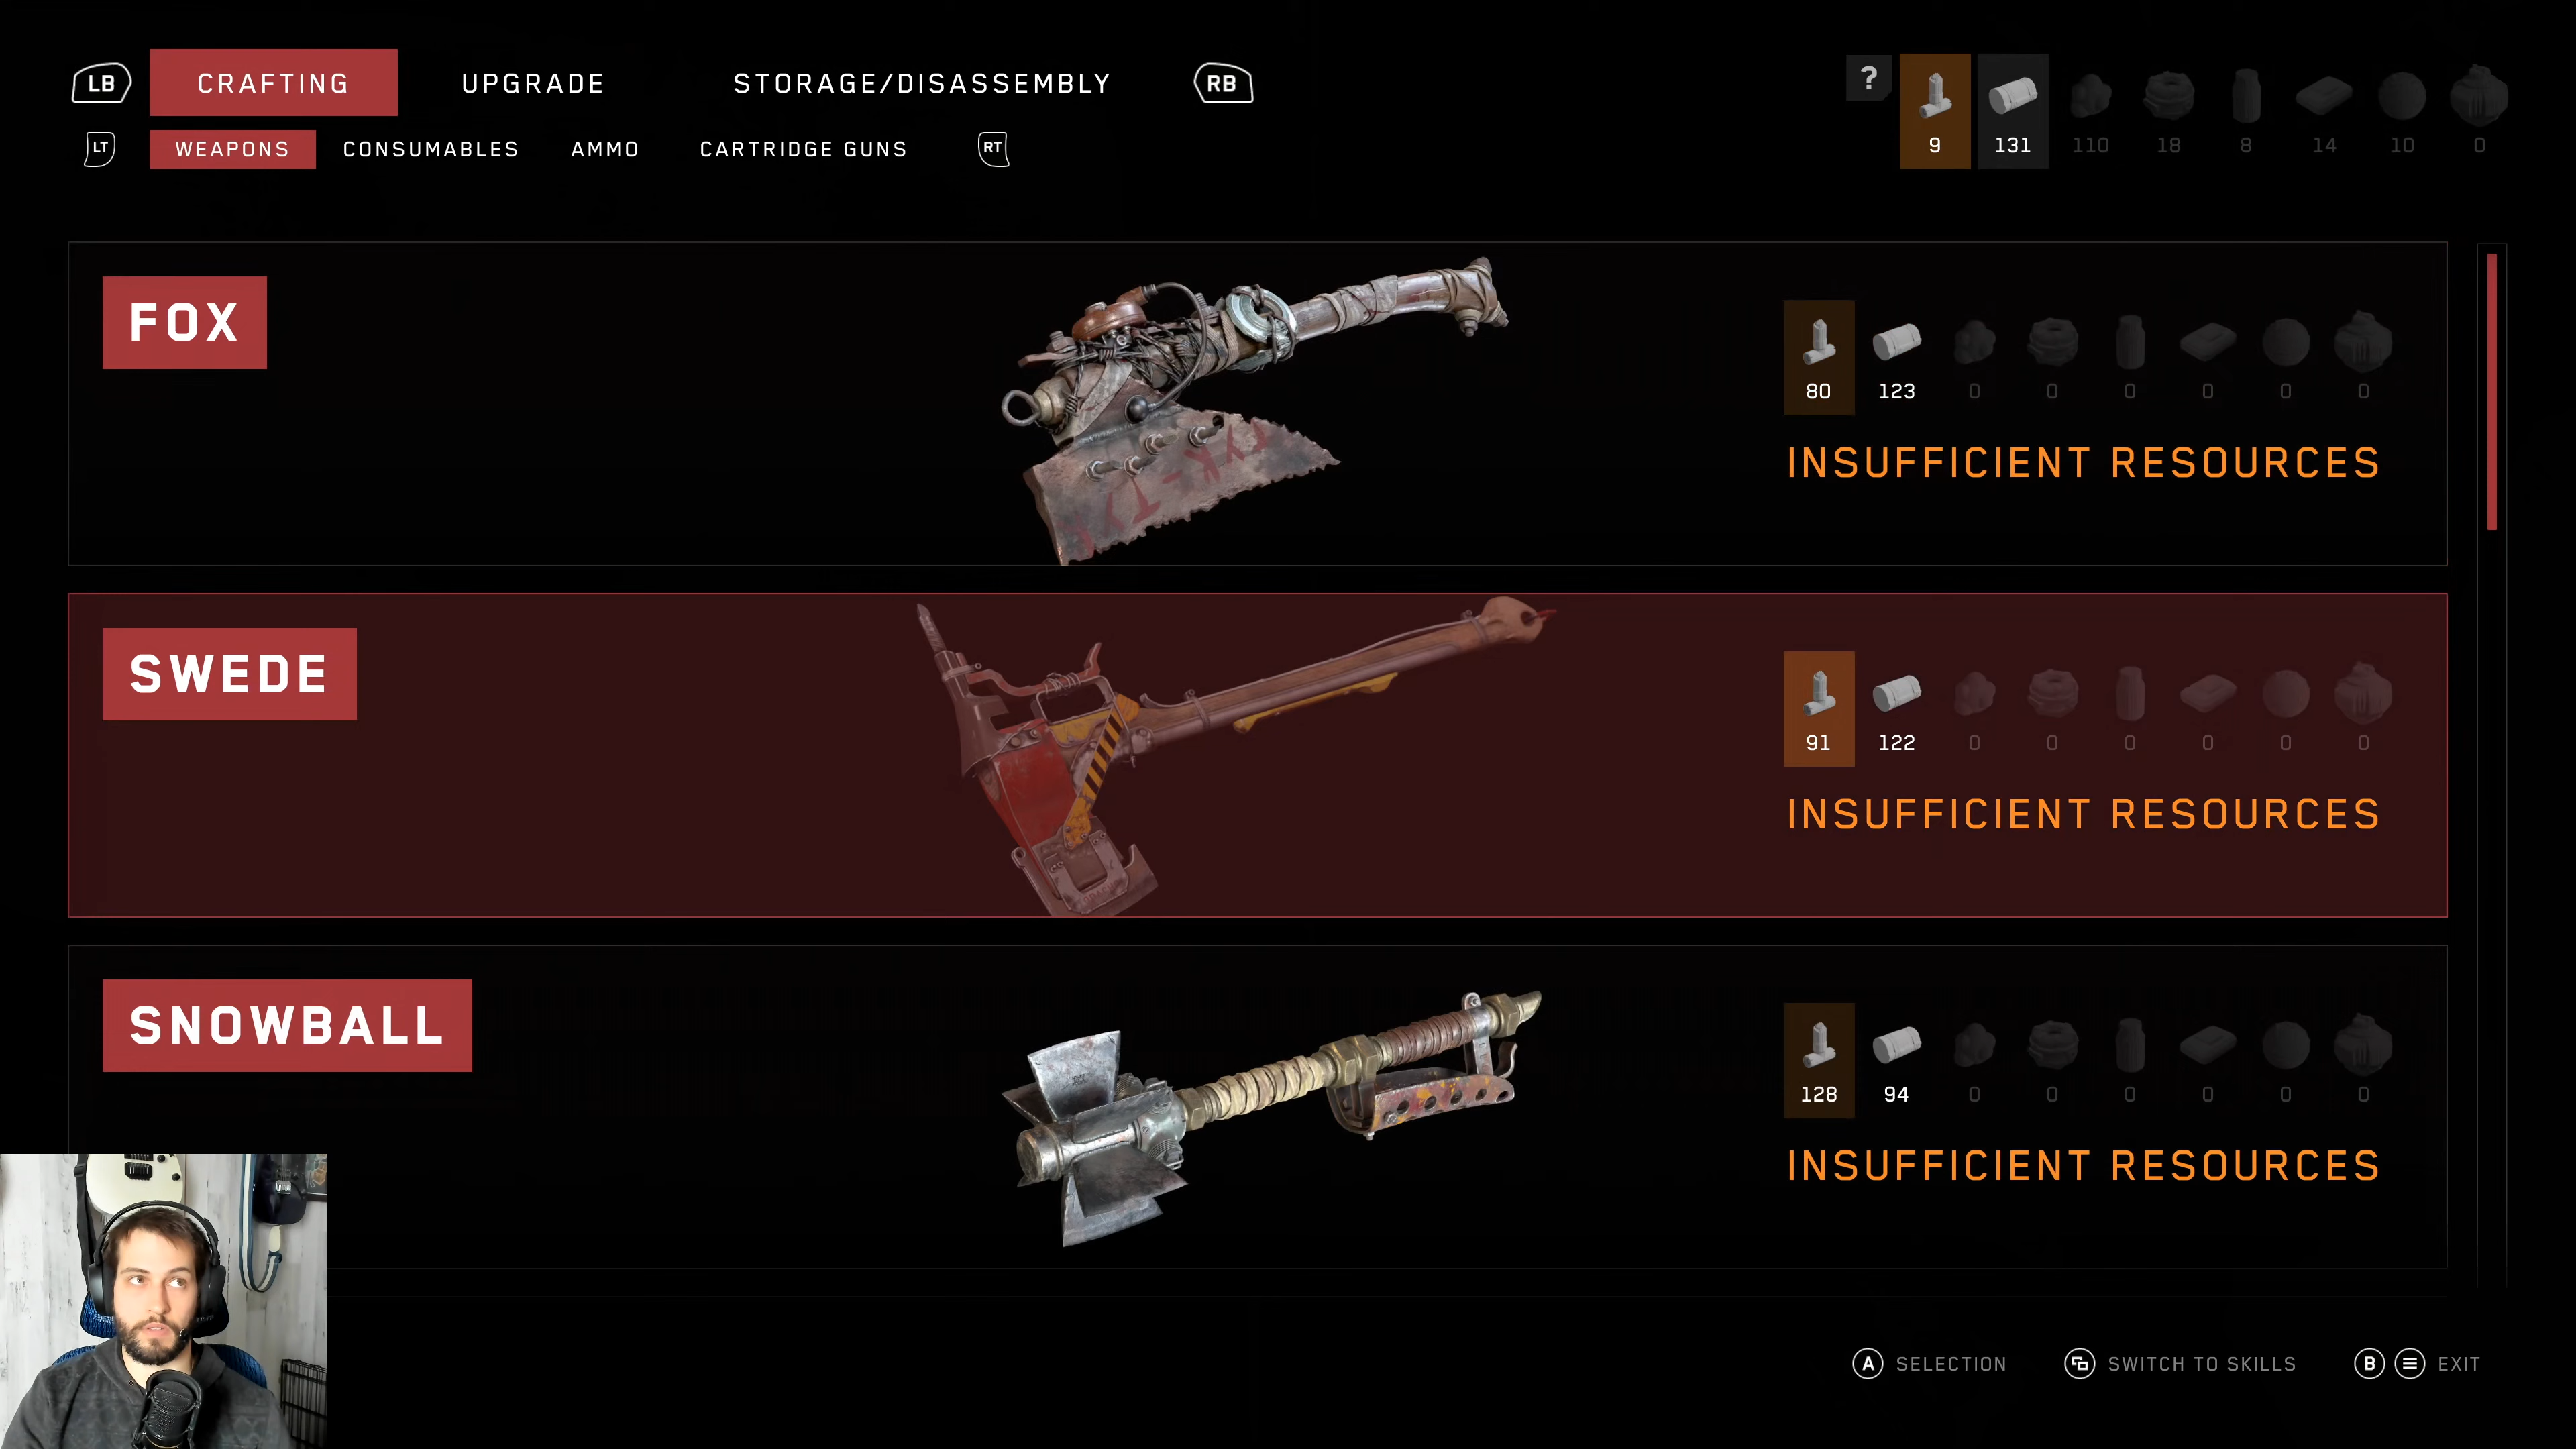 LB CRAFTING UPGRADE STORAGE/DISASSEMBLY RB
LT WEAPONS CONSUMABLES AMMO CARTRIDGE GUNS RT
?
9 131 110 18 8 14 10 0
FOX
80 123 0 0 0 0 0 0
INSUFFICIENT RESOURCES
SWEDE
91 122 0 0 0 0 0 0
INSUFFICIENT RESOURCES
SNOWBALL
128 94 0 0 0 0 0 0
INSUFFICIENT RESOURCES
A SELECTION SWITCH TO SKILLS B EXIT